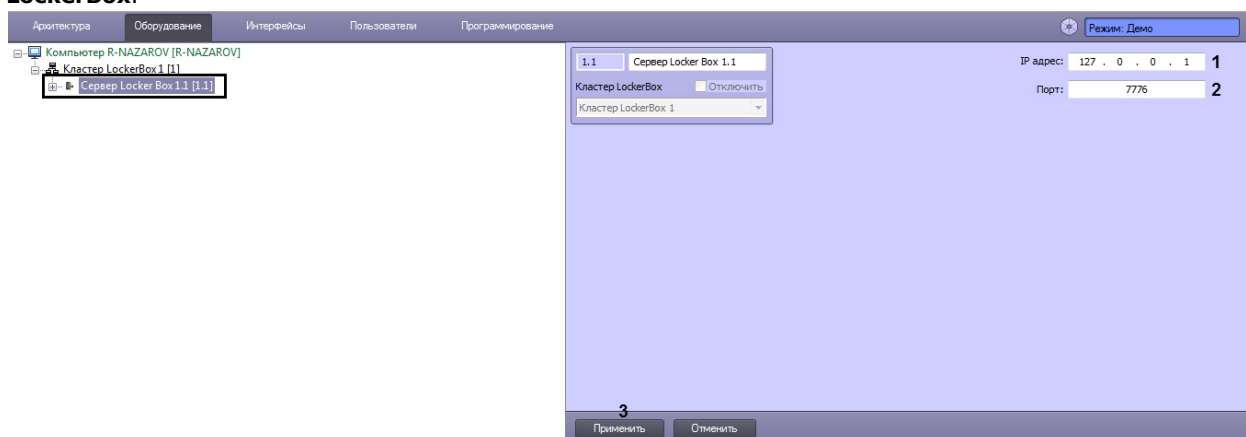 LockerBox.
Архитектура Оборудование Интерфейсы Пользователи Программирование Режим: Демо
Компьютер R-NAZAROV [R-NAZAROV]
Кластер LockerBox 1 [1]
Сервер Locker Box 1.1 [1.1]
1.1 Сервер Locker Box 1.1
Кластер LockerBox Отключить
Кластер LockerBox 1
IP адрес: 127 . 0 . 0 . 1 1
Порт: 7776 2
3
Применить Отменить